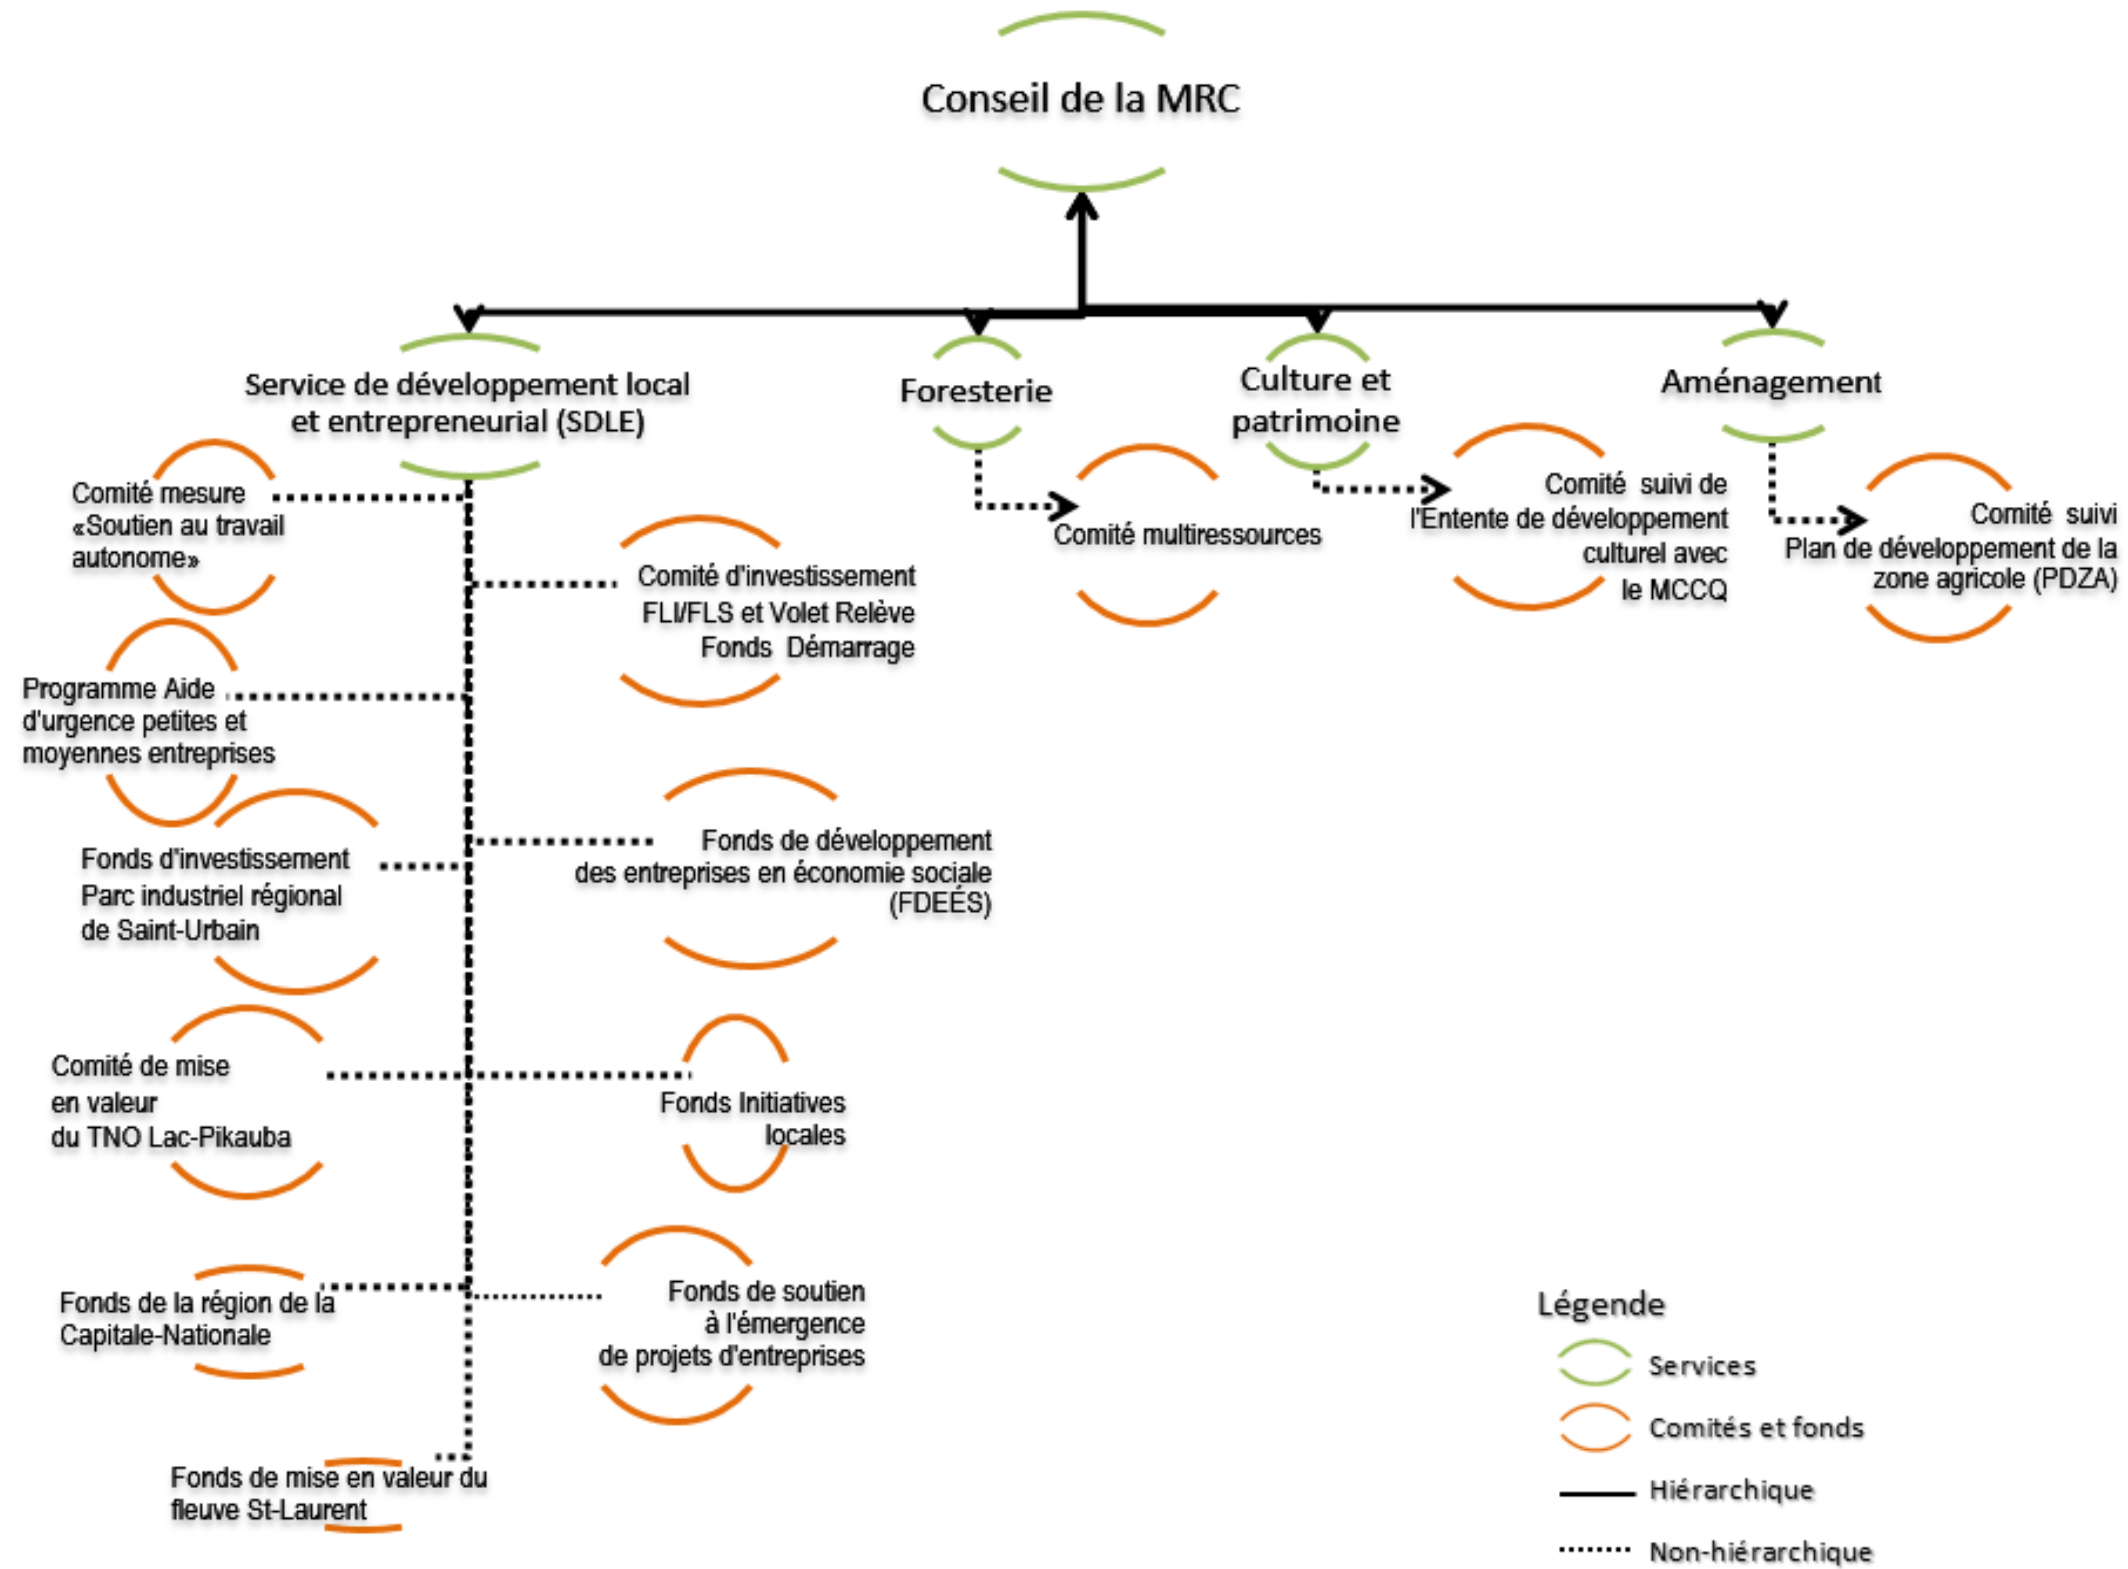 Conseil de la MRC
Service de développement local
et entrepreneurial (SDLE)
Foresterie
Culture et
patrimoine
Aménagement
Comité mesure
«Soutien au travail
autonome»
Comité d'investissement
FLI/FLS et Volet Relève
Fonds Démarrage
Comité multiressources
Comité suivi de
l'Entente de développement
culturel avec
le MCCQ
Comité suivi
Plan de développement de la
zone agricole (PDZA)
Programme Aide
d'urgence petites et
moyennes entreprises
Fonds d'investissement
Parc industriel régional
de Saint-Urbain
Fonds de développement
des entreprises en économie sociale
(FDEÉS)
Comité de mise
en valeur
du TNO Lac-Pikauba
Fonds Initiatives
locales
Fonds de la région de la
Capitale-Nationale
Fonds de soutien
à l'émergence
de projets d'entreprises
Fonds de mise en valeur du
fleuve St-Laurent
Légende
Services
Comités et fonds
Hiérarchique
Non-hiérarchique